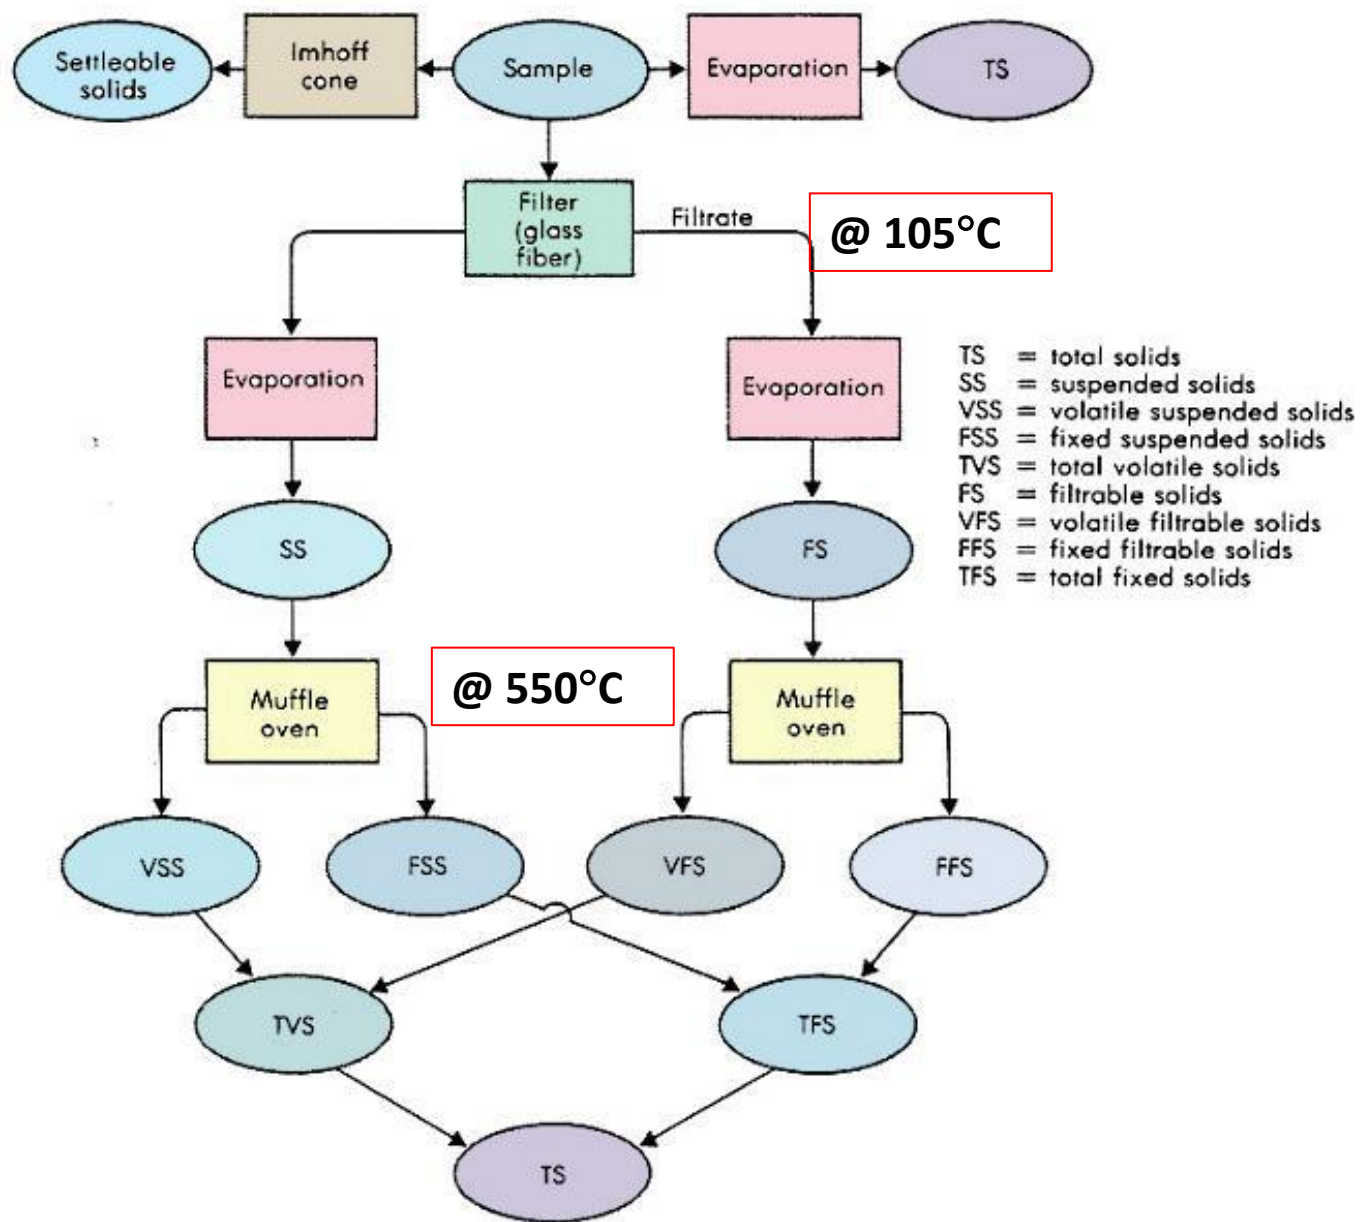 Settleable
solids
Imhoff
cone
Sample
Evaporation
TS
Filter
(glass
fiber)
Filtrate
@ 105°C
Evaporation
Evaporation
TS = total solids
SS = suspended solids
VSS = volatile suspended solids
FSS = fixed suspended solids
TVS = total volatile solids
FS = filtrable solids
VFS = volatile filtrable solids
FFS = fixed filtrable solids
TFS = total fixed solids
SS
FS
Muffle
oven
@ 550°C
Muffle
oven
VSS
FSS
VFS
FFS
TVS
TFS
TS